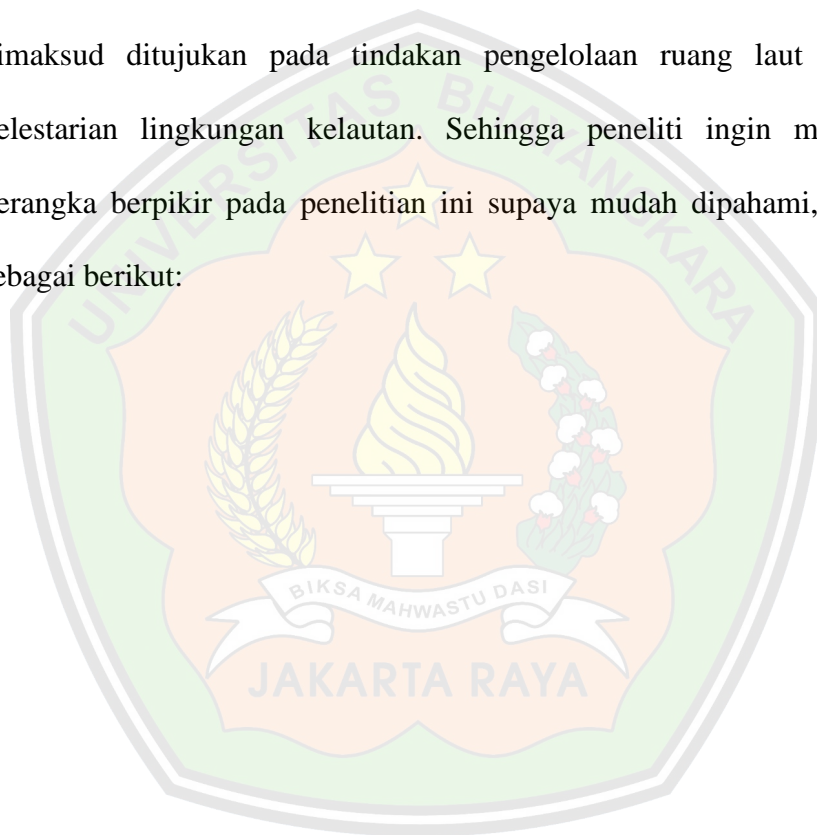 imaksud ditujukan pada tindakan pengelolaan ruang laut
elestarian lingkungan kelautan. Sehingga peneliti ingin m
erangka berpikir pada penelitian ini supaya mudah dipahami,
ebagai berikut:
UNIVERSITAS BHAYANGKARA
BIKSA MAHWASTU DASI
JAKARTA RAYA